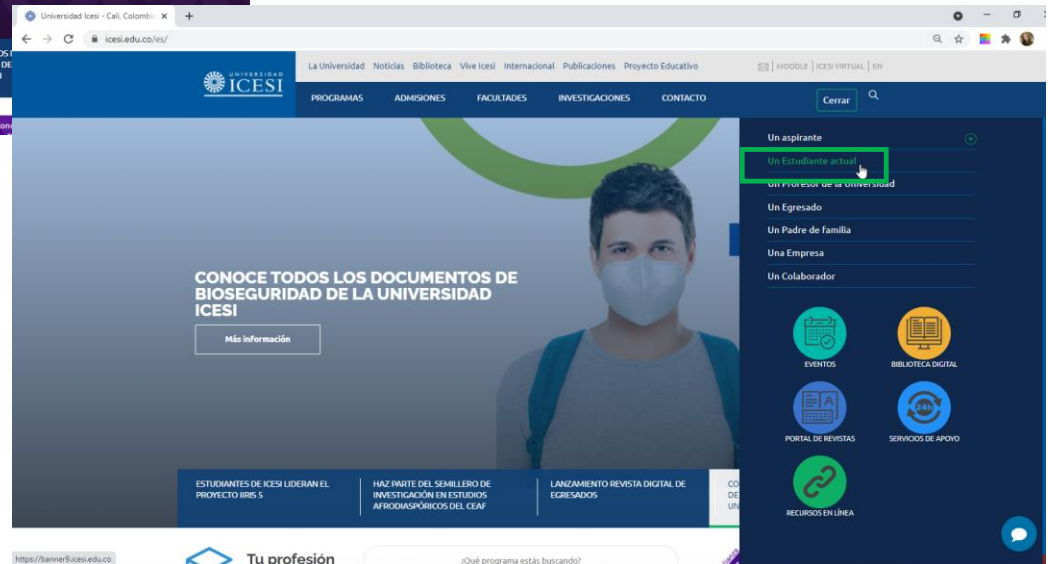 Universidad Icesi - Cali, Colombi
icesi.edu.co/es/
La Universidad Noticias Biblioteca Vive Icesi Internacional Publicaciones Proyecto Educativo
MOODLE | ICESI VIRTUAL | EN
UNIVERSIDAD
ICESI
PROGRAMAS ADMISIONES FACULTADES INVESTIGACIONES CONTACTO
Cerrar
Un aspirante
Un Estudiante actual
Un Profesor de la Universidad
Un Egresado
Un Padre de familia
Una Empresa
Un Colaborador
CONOCE TODOS LOS DOCUMENTOS DE
BIOSEGURIDAD DE LA UNIVERSIDAD
ICESI
Más información
EVENTOS
BIBLIOTECA DIGITAL
PORTAL DE REVISTAS
24h
SERVICIOS DE APOYO
RECURSOS EN LÍNEA
ESTUDIANTES DE ICESI LIDERAN EL
PROYECTO IIRIS 5
HAZ PARTE DEL SEMILLERO DE
INVESTIGACIÓN EN ESTUDIOS
AFRODIASPÓRICOS DEL CEAF
LANZAMIENTO REVISTA DIGITAL DE
EGRESADOS
CO
DE
UN
https://banner9.icesi.edu.co
Tu profesión
¿Qué programa estás buscando?